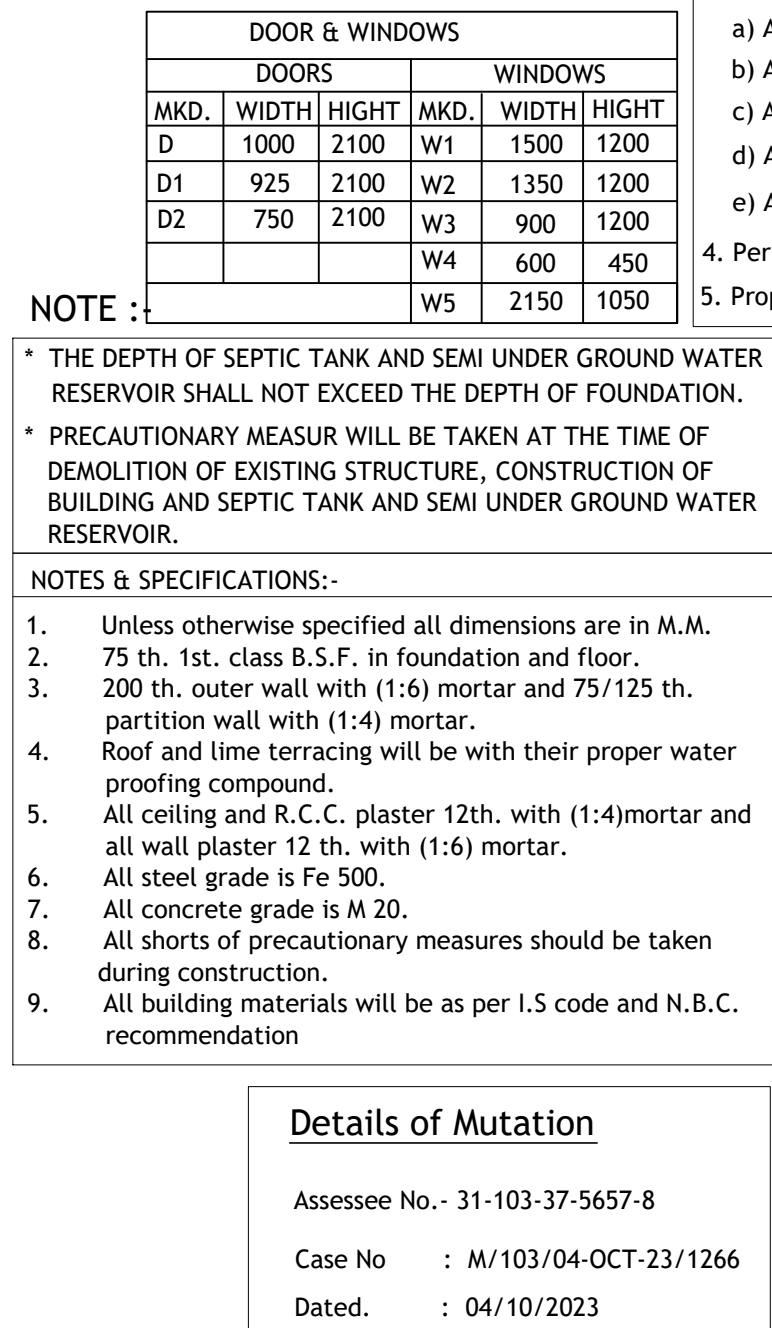 DOOR & WINDOWS
DOORS WINDOWS
MKD. WIDTH HIGHT MKD. WIDTH HIGHT
D 1000 2100 W1 1500 1200
D1 925 2100 W2 1350 1200
D2 750 2100 W3 900 1200
W4 600 450
W5 2150 1050
a)
b)
c)
d)
e)
4.
5.
NOTE :-
* THE DEPTH OF SEPTIC TANK AND SEMI UNDER GROUND WATER
RESERVOIR SHALL NOT EXCEED THE DEPTH OF FOUNDATION.
* PRECAUTIONARY MEASUR WILL BE TAKEN AT THE TIME OF
DEMOLITION OF EXISTING STRUCTURE, CONSTRUCTION OF
BUILDING AND SEPTIC TANK AND SEMI UNDER GROUND WATER
RESERVOIR.
NOTES & SPECIFICATIONS:-
1. Unless otherwise specified all dimensions are in M.M.
2. 75 th. 1st. class B.S.F. in foundation and floor.
3. 200 th. outer wall with (1:6) mortar and 75/125 th.
partition wall with (1:4) mortar.
4. Roof and lime terracing will be with their proper water
proofing compound.
5. All ceiling and R.C.C. plaster 12th. with (1:4)mortar and
all wall plaster 12 th. with (1:6) mortar.
6. All steel grade is Fe 500.
7. All concrete grade is M 20.
8. All shorts of precautionary measures should be taken
during construction.
9. All building materials will be as per I.S code and N.B.C.
recommendation
Details of Mutation
Assessee No.- 31-103-37-5657-8
Case No : M/103/04-OCT-23/1266
Dated. : 04/10/2023